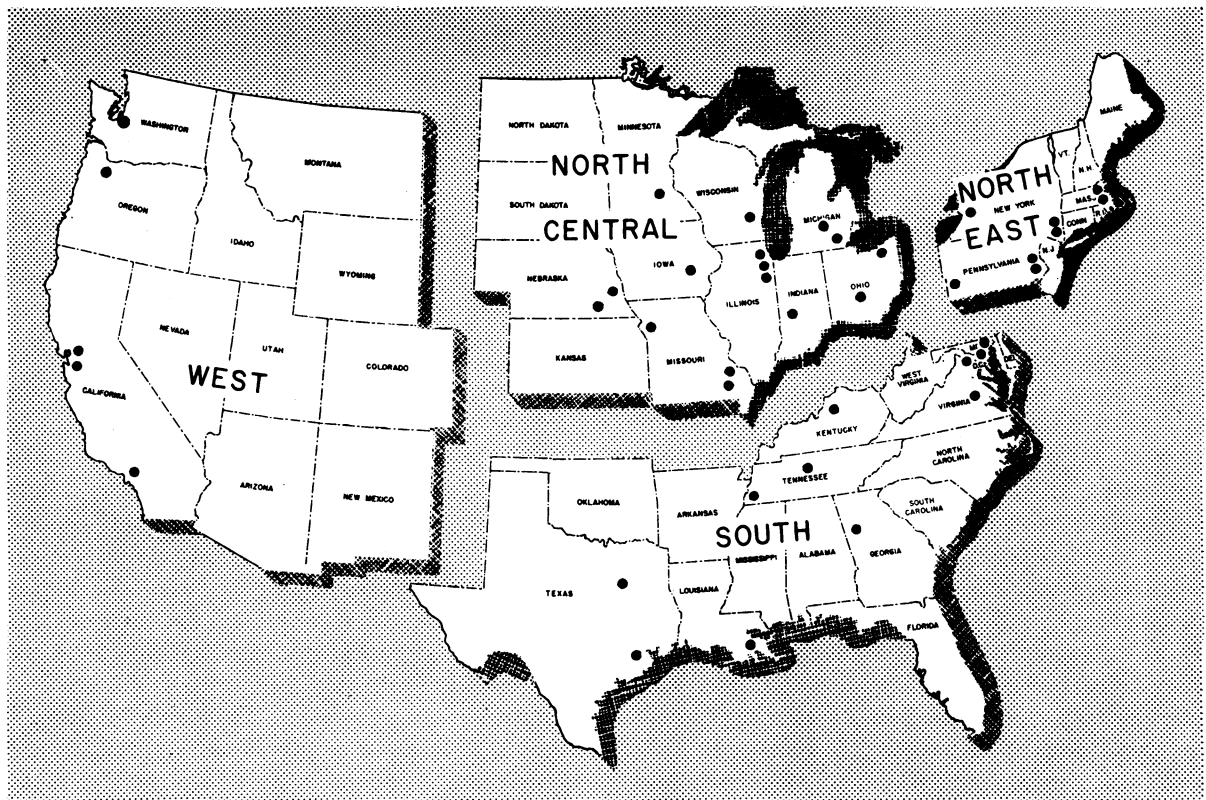 WASHINGTON
MONTANA
OREGON
IDAHO
WYOMING
NEVADA
UTAH
COLORADO
WEST
CALIFORNIA
ARIZONA
NEW MEXICO
NORTH DAKOTA
MINNESOTA
NORTH
WISCONSIN
SOUTH DAKOTA
MICHIGAN
CENTRAL
IOWA
NEBRASKA
ILLINOIS
INDIANA
OHIO
KANSAS
MISSOURI
MAINE
VT.
N.H.
NORTH
NEW YORK
MAS.
CONN
R.I.
EAST
N.J.
PENNSYLVANIA
WEST
VIRGINIA
VIRGINIA
KENTUCKY
NORTH
CAROLINA
TENNESSEE
OKLAHOMA
ARKANSAS
SOUTH
CAROLINA
SOUTH
MISSISSIPPI
ALABAMA
GEORGIA
TEXAS
LOUISIANA
FLORIDA